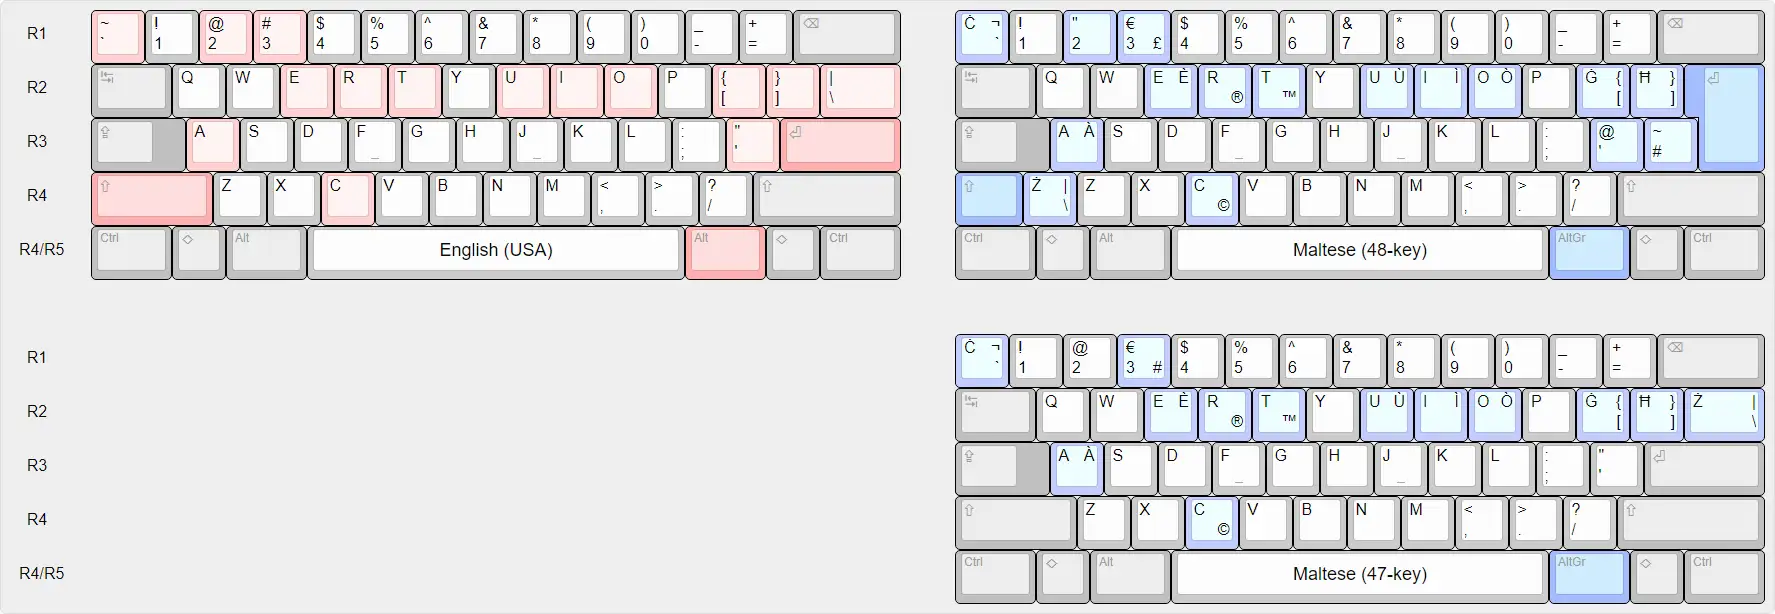 R1 ~ ` ! 1 @ 2 # 3 $ 4 % 5 ^ 6 & 7 * 8 ( 9 ) 0 _ - + = ⌫
R2 ↹ Q W E R T Y U I O P { [ } ] | \
R3 ⇪ A S D F _ G H J _ K L : ; " ' ⏎
R4 ⇧ Z X C V B N M < , > . ? / ⇧
R4/R5 Ctrl ◇ Alt English (USA) Alt ◇ Ctrl
Ċ ¬ ` ! 1 " 2 € 3 £ $ 4 % 5 ^ 6 & 7 * 8 ( 9 ) 0 _ - + = ⌫
↹ Q W E È R ® T ™ Y U Ù I Ì O Ò P Ġ { [ Ħ } ] ⏎
⇪ A À S D F _ G H J _ K L : ; @ ' ~ #
⇧ Ż | \ Z X C © V B N M < , > . ? / ⇧
Ctrl ◇ Alt Maltese (48-key) AltGr ◇ Ctrl
R1 Ċ ¬ ` ! 1 @ 2 € 3 # $ 4 % 5 ^ 6 & 7 * 8 ( 9 ) 0 _ - + = ⌫
R2 ↹ Q W E È R ® T ™ Y U Ù I Ì O Ò P Ġ { [ Ħ } ] Ż | \
R3 ⇪ A À S D F _ G H J _ K L : ; " ' ⏎
R4 ⇧ Z X C © V B N M < , > . ? / ⇧
R4/R5 Ctrl ◇ Alt Maltese (47-key) AltGr ◇ Ctrl